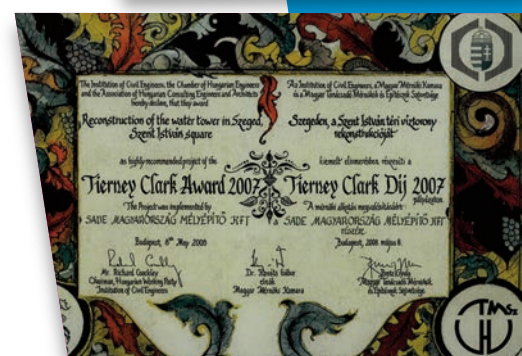 The Institution of Civil Engineers, the Chamber of Hungarian Engineers
and the Association of Hungarian Consulting Engineers and Architects
hereby declare, that they award
Reconstruction of the water tower in Szeged,
Szent István square
as highly recommended project of the
Tierney Clark Award 2007
The Project was implemented by
SADE MAGYARORSZÁG MÉLYÉPÍTŐ KFT
Budapest, 6th May 2008
Mr. Richard
Chairman, Hungarian Working Party
Institution of Civil Engineers
Az Institution of Civil Engineers, a Magyar Mérnöki Kamara
és a Magyar Tanácsadó Mérnökök és Építészek Szövetsége
Szegeden, a Szent István téri víztorony
rekonstrukcióját
kiemelt elismerésben részesíti a
Tierney Clark Díj 2007
pályázaton.
A mérnöki alkotás megvalósításáért
a SADE MAGYARORSZÁG MÉLYÉPÍTŐ KFT
részére.
Budapest, 2008. május 6.
Dr. Gábor
elnök
Magyar Mérnöki Kamara
Magyar Tanácsadó Mérnökök
és Építészek Szövetsége
TMSz